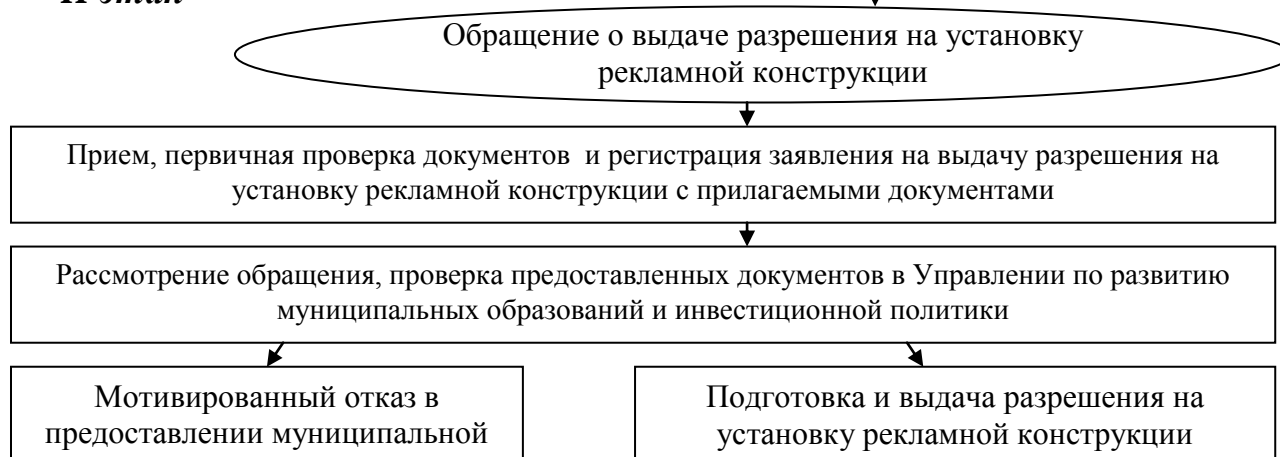 Обращение о выдаче разрешения на установку
рекламной конструкции
Прием, первичная проверка документов и регистрация заявления на выдачу разрешения на
установку рекламной конструкции с прилагаемыми документами
Рассмотрение обращения, проверка предоставленных документов в Управлении по развитию
муниципальных образований и инвестиционной политики
Мотивированный отказ в
предоставлении муниципальной
Подготовка и выдача разрешения на
установку рекламной конструкции